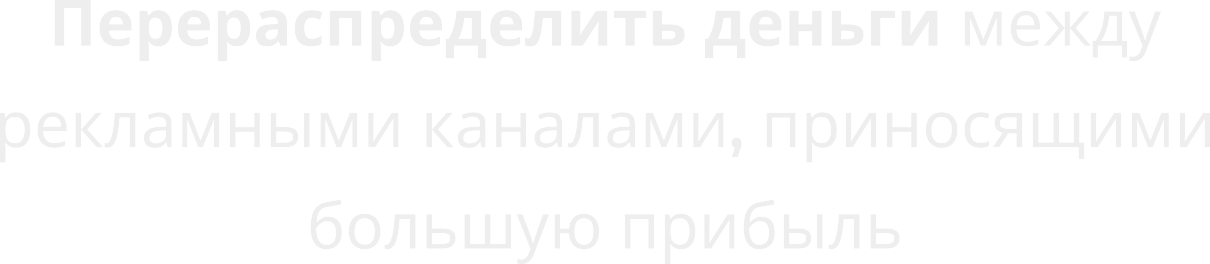 Перераспределить деньги между
рекламными каналами, приносящими
большую прибыль